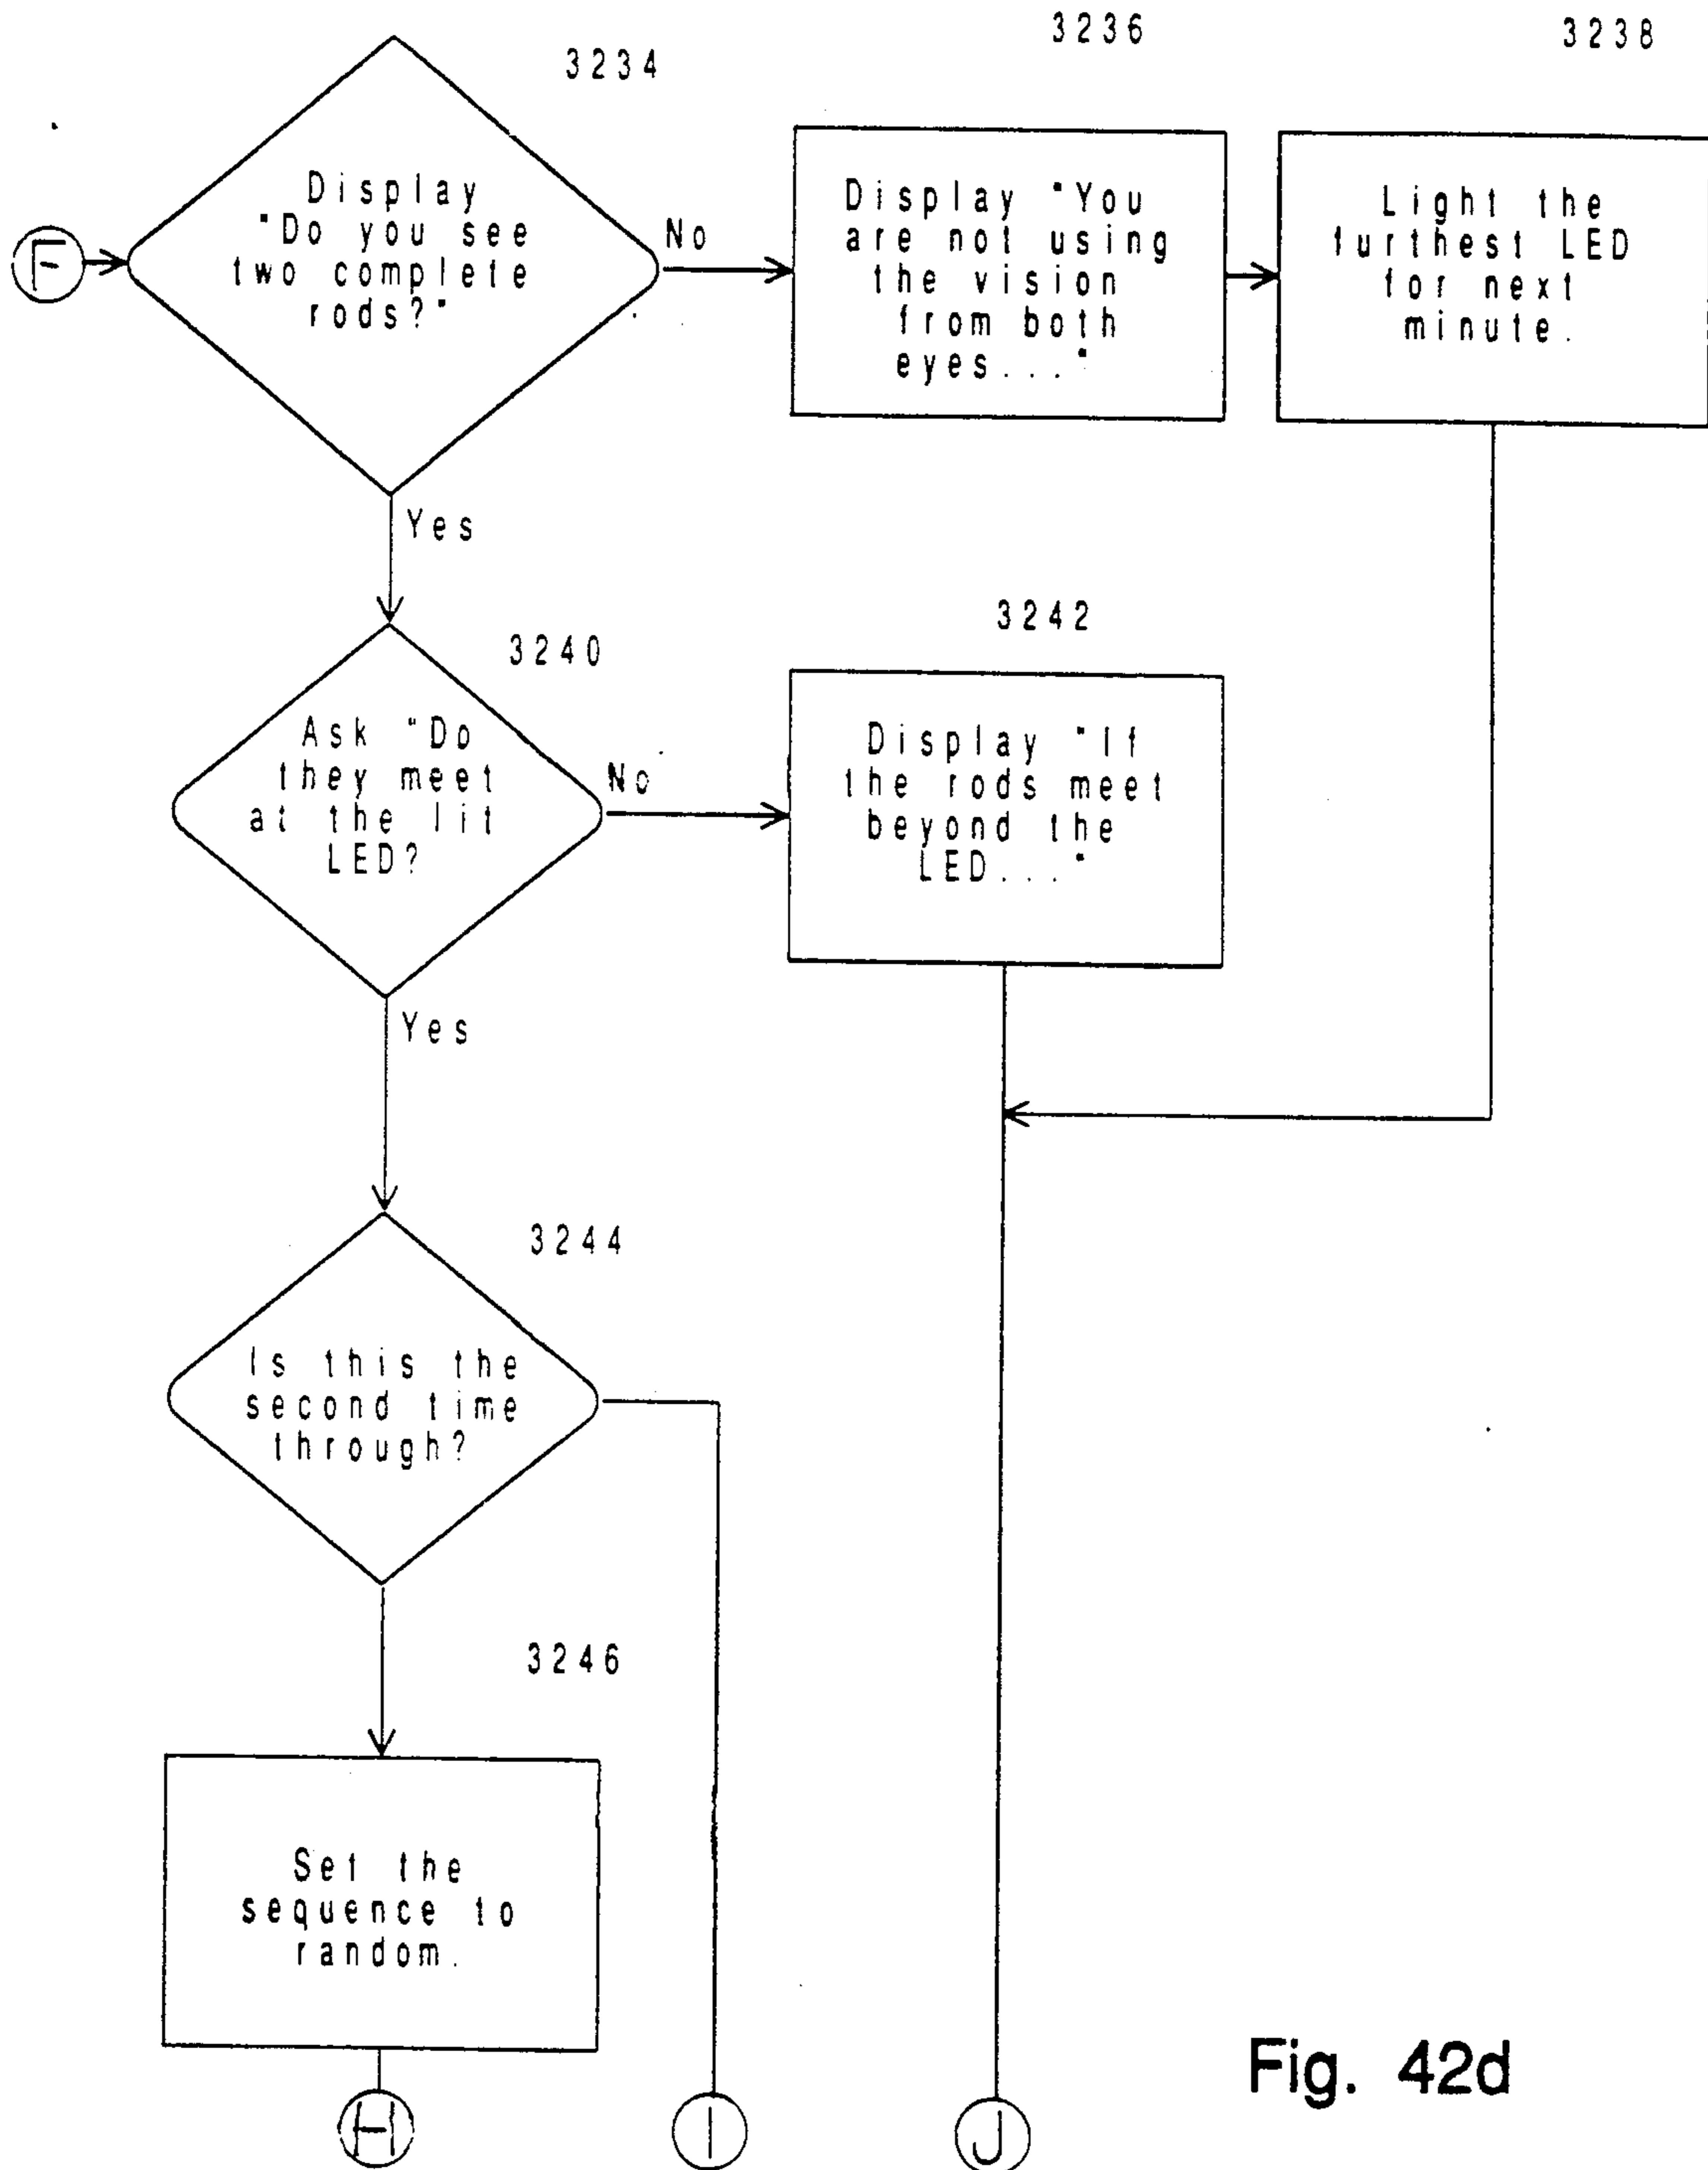 3234
3236
3238
F
Display
"Do you see
two complete
rods?"
No
Display "You
are not using
the vision
from both
eyes..."
Light the
furthest LED
for next
minute.
Yes
3240
3242
Ask "Do
they meet
at the lit
LED?
No
Display "If
the rods meet
beyond the
LED..."
Yes
3244
Is this the
second time
through?
3246
Set the
sequence to
random.
H
I
J
Fig. 42d